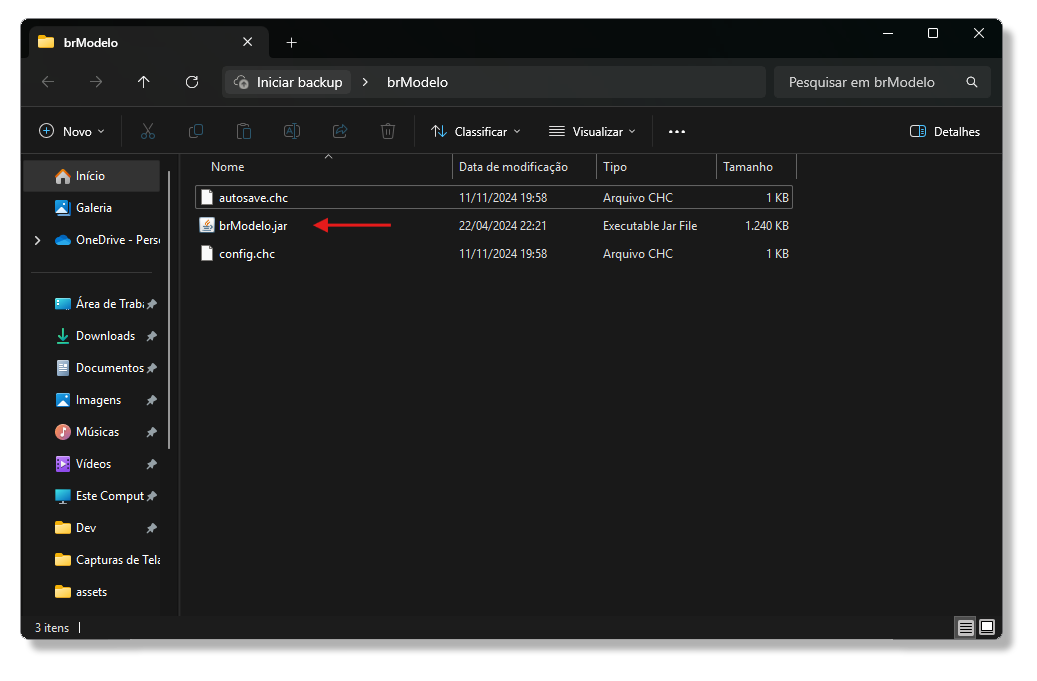 brModelo
Iniciar backup > brModelo
Pesquisar em brModelo
Novo
Classificar
Visualizar
Detalhes
Início
Galeria
OneDrive - Perso
Área de Traba
Downloads
Documentos
Imagens
Músicas
Vídeos
Este Comput
Dev
Capturas de Tela
assets
Nome Data de modificação Tipo Tamanho
autosave.chc 11/11/2024 19:58 Arquivo CHC 1 KB
brModelo.jar 22/04/2024 22:21 Executable Jar File 1.240 KB
config.chc 11/11/2024 19:58 Arquivo CHC 1 KB
3 itens